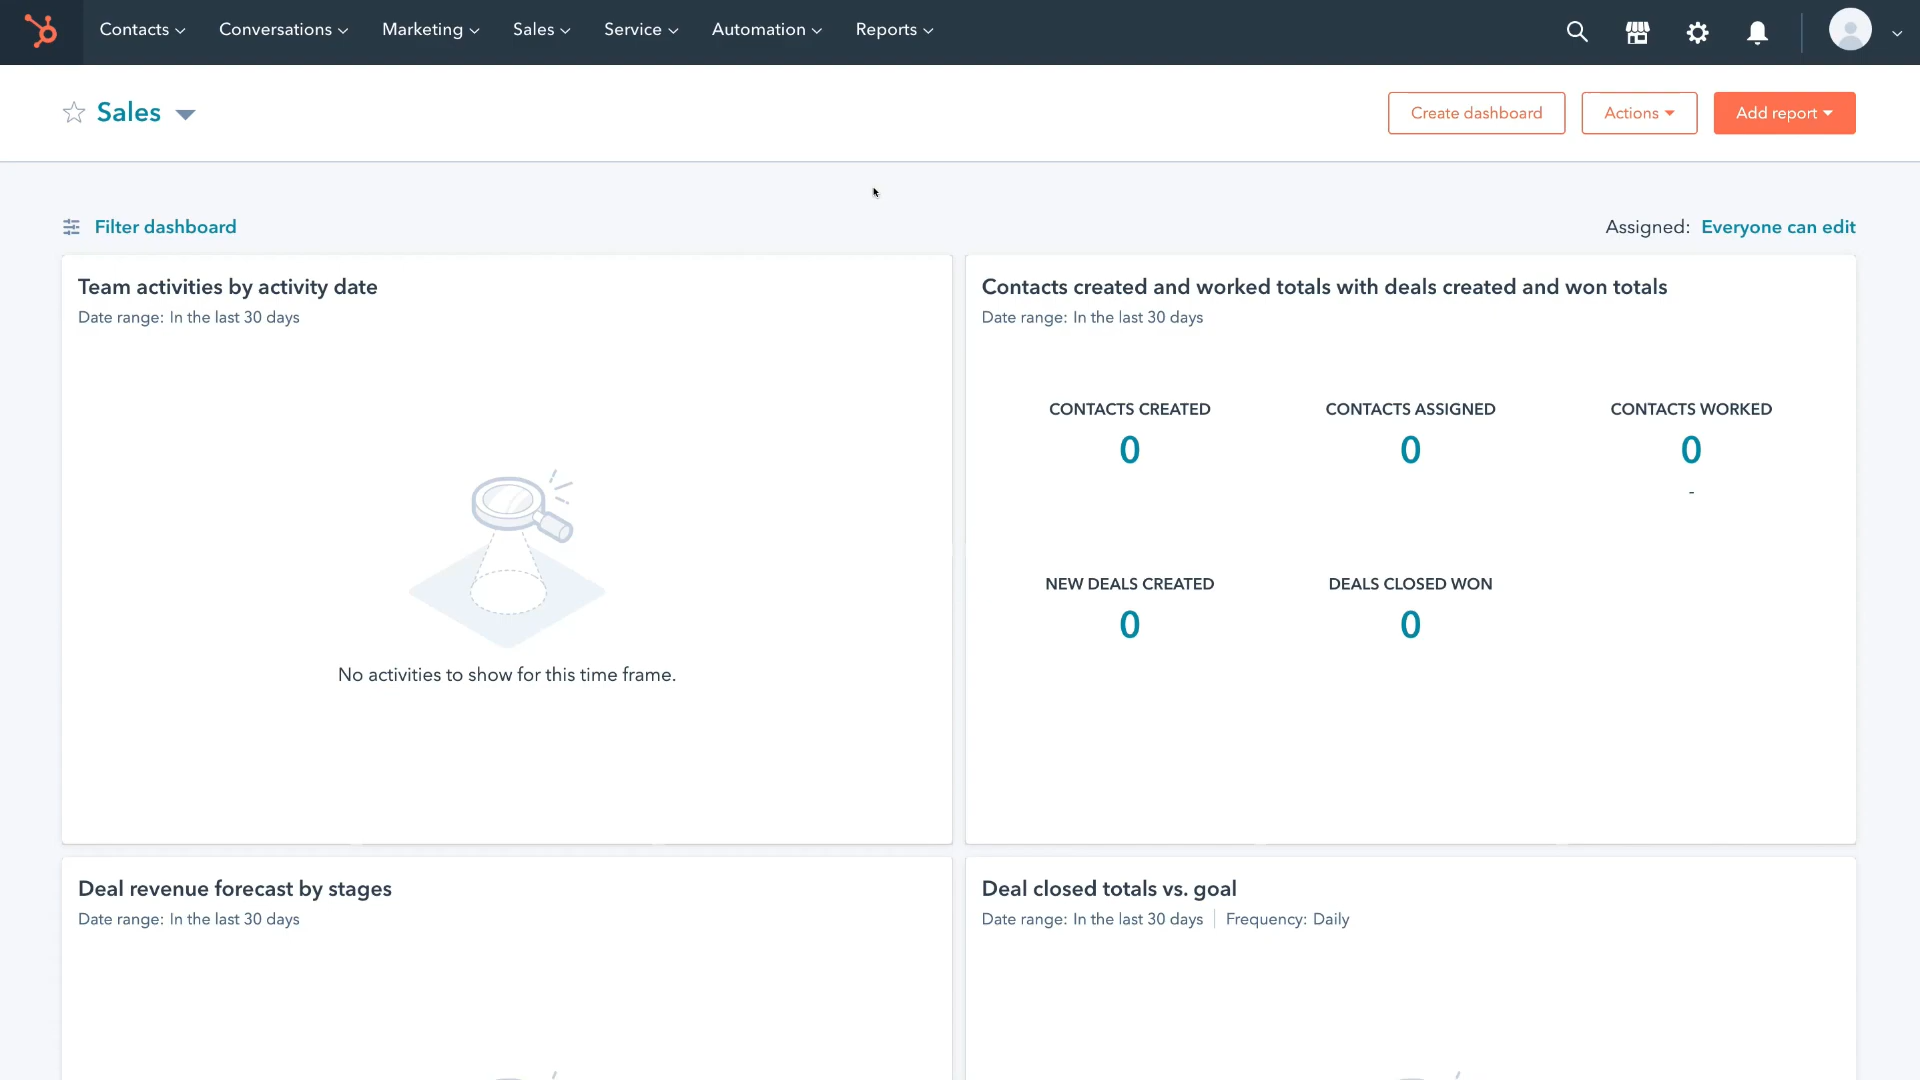 Contacts Conversations Marketing Sales Service Automation Reports
Sales
Create dashboard
Actions
Add report
Filter dashboard
Assigned: Everyone can edit
Team activities by activity date
Date range: In the last 30 days
No activities to show for this time frame.
Contacts created and worked totals with deals created and won totals
Date range: In the last 30 days
CONTACTS CREATED
0
CONTACTS ASSIGNED
0
CONTACTS WORKED
0
-
NEW DEALS CREATED
0
DEALS CLOSED WON
0
Deal revenue forecast by stages
Date range: In the last 30 days
Deal closed totals vs. goal
Date range: In the last 30 days Frequency: Daily